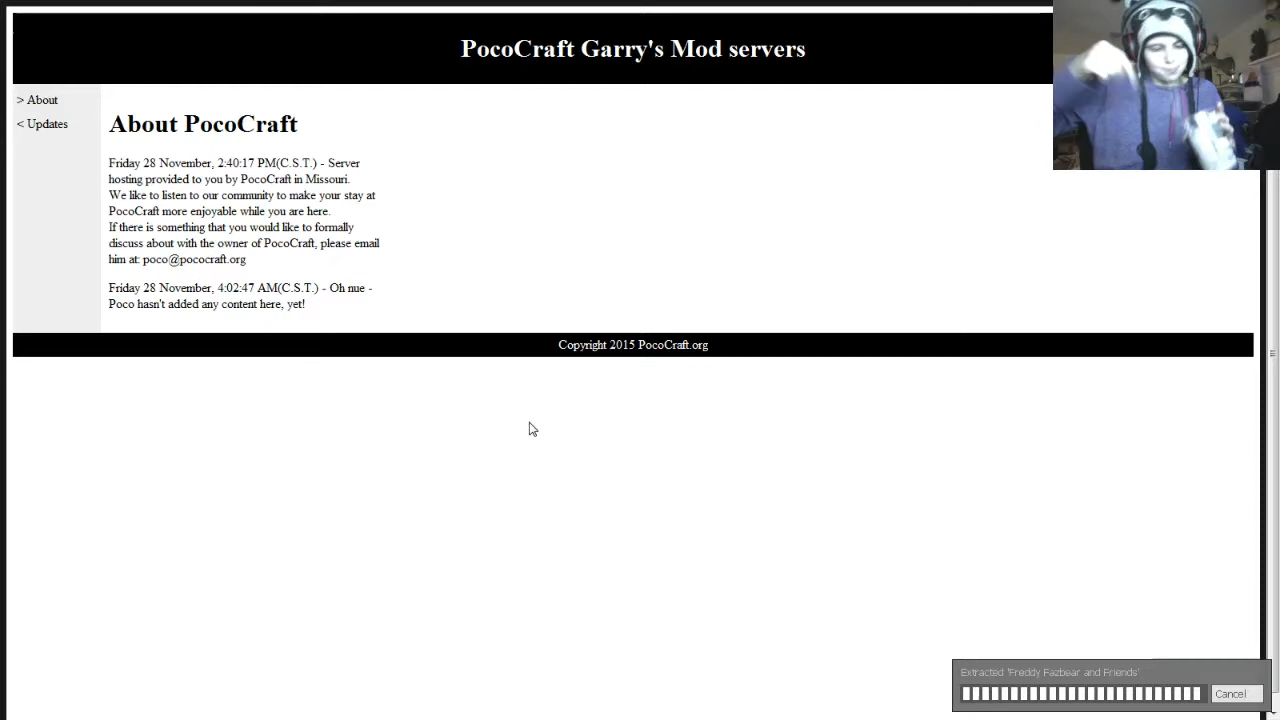 PocoCraft Garry's Mod servers
> About
< Updates
About PocoCraft
Friday 28 November, 2:40:17 PM(C.S.T.) - Server
hosting provided to you by PocoCraft in Missouri.
We like to listen to our community to make your stay at
PocoCraft more enjoyable while you are here.
If there is something that you would like to formally
discuss about with the owner of PocoCraft, please email
him at: poco@pococraft.org
Friday 28 November, 4:02:47 AM(C.S.T.) - Oh nue -
Poco hasn't added any content here, yet!
Copyright 2015 PocoCraft.org
Extracted 'Freddy Fazbear and Friends'
Cancel